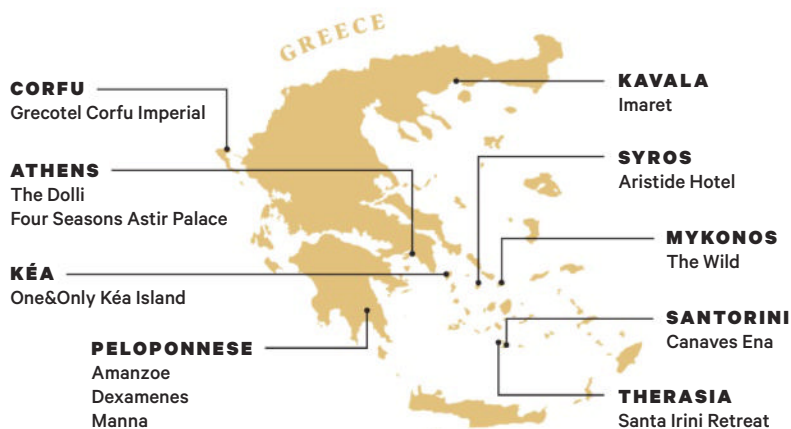 GREECE
CORFU
Grecotel Corfu Imperial
ATHENS
The Dolli
Four Seasons Astir Palace
KÉA
One&Only Kéa Island
PELOPONNESE
Amanzoe
Dexamenes
Manna
KAVALA
Imaret
SYROS
Aristide Hotel
MYKONOS
The Wild
SANTORINI
Canaves Ena
THERASIA
Santa Irini Retreat